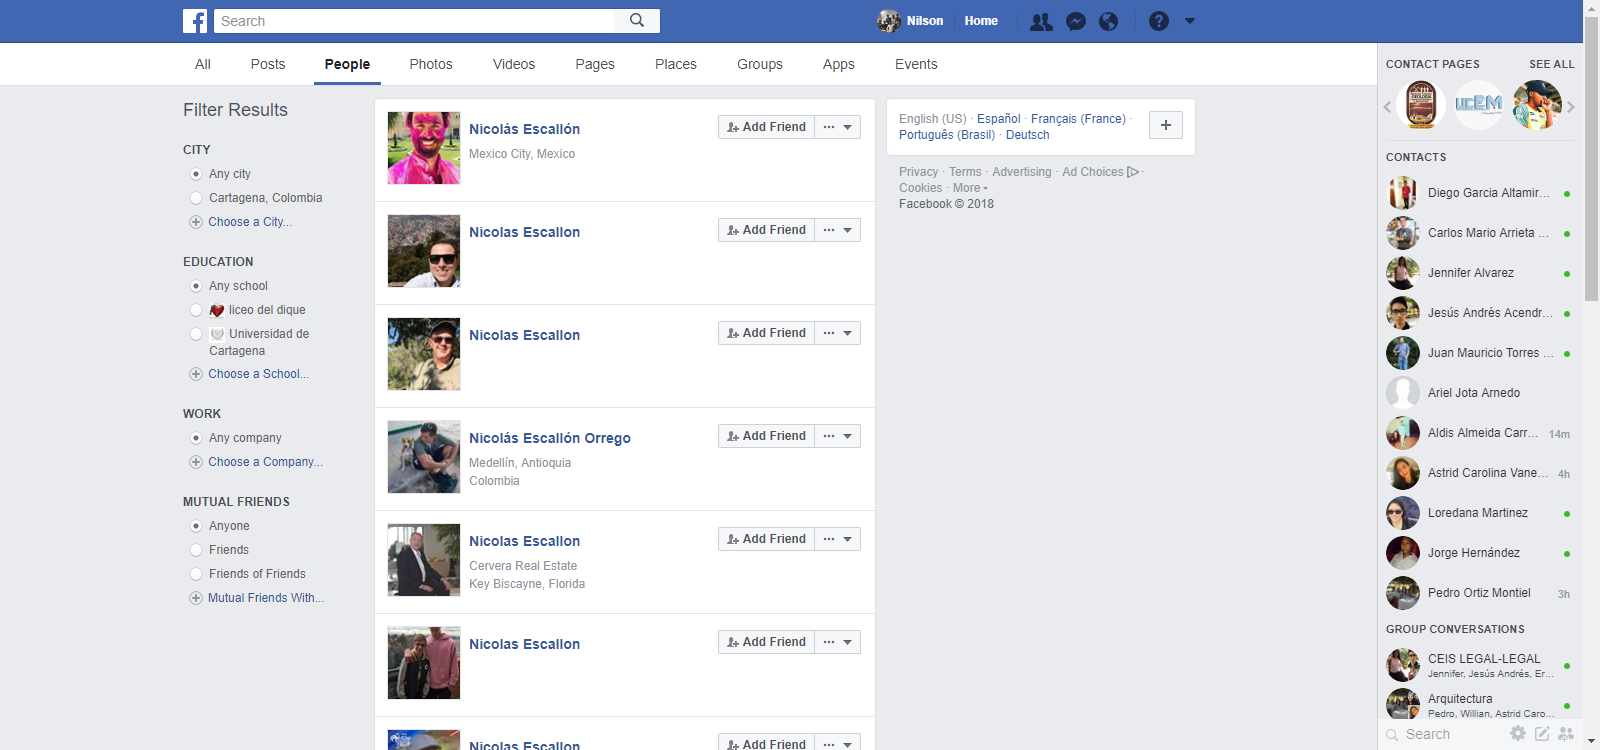 Search
Nilson
Home
All
Posts
People
Photos
Videos
Pages
Places
Groups
Apps
Events
Filter Results
CITY
Any city
Cartagena, Colombia
Choose a City...
EDUCATION
Any school
liceo del dique
Universidad de
Cartagena
Choose a School...
WORK
Any company
Choose a Company...
MUTUAL FRIENDS
Anyone
Friends
Friends of Friends
Mutual Friends With...
Nicolás Escallón
Mexico City, Mexico
Add Friend
Nicolas Escallon
Add Friend
Nicolas Escallon
Add Friend
Nicolás Escallón Orrego
Medellín, Antioquia
Colombia
Add Friend
Nicolas Escallon
Cervera Real Estate
Key Biscayne, Florida
Add Friend
Nicolas Escallon
Add Friend
Nicolas Escallon
Add Friend
English (US) · Español · Français (France) ·
Português (Brasil) · Deutsch
Privacy · Terms · Advertising · Ad Choices ·
Cookies · More
Facebook © 2018
CONTACT PAGES
SEE ALL
UCEM
CONTACTS
Diego Garcia Altamir...
Carlos Mario Arrieta ...
Jennifer Alvarez
Jesús Andrés Acendr...
Juan Mauricio Torres ...
Ariel Jota Arnedo
Aldis Almeida Carr... 14m
Astrid Carolina Vane... 4h
Loredana Martinez
Jorge Hernández
Pedro Ortiz Montiel 3h
GROUP CONVERSATIONS
CEIS LEGAL-LEGAL
Jennifer, Jesús Andrés, Er...
Arquitectura
Pedro, Willian, Astrid Caro...
Search